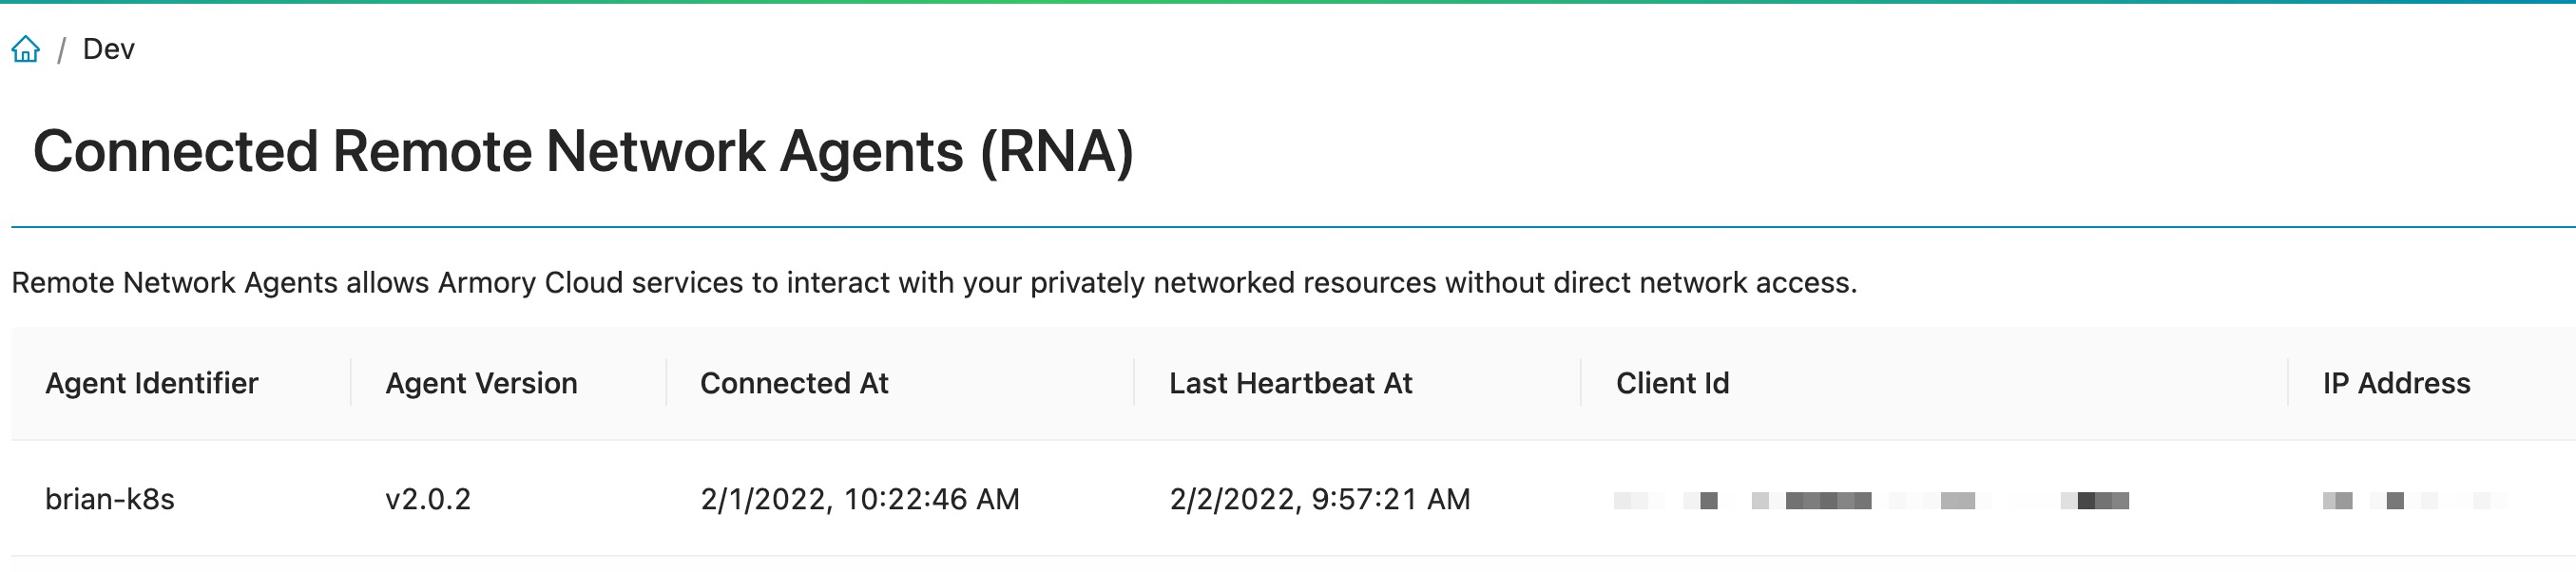 / Dev
Connected Remote Network Agents (RNA)
Remote Network Agents allows Armory Cloud services to interact with your privately networked resources without direct network access.
Agent Identifier Agent Version Connected At Last Heartbeat At Client Id IP Address
brian-k8s v2.0.2 2/1/2022, 10:22:46 AM 2/2/2022, 9:57:21 AM